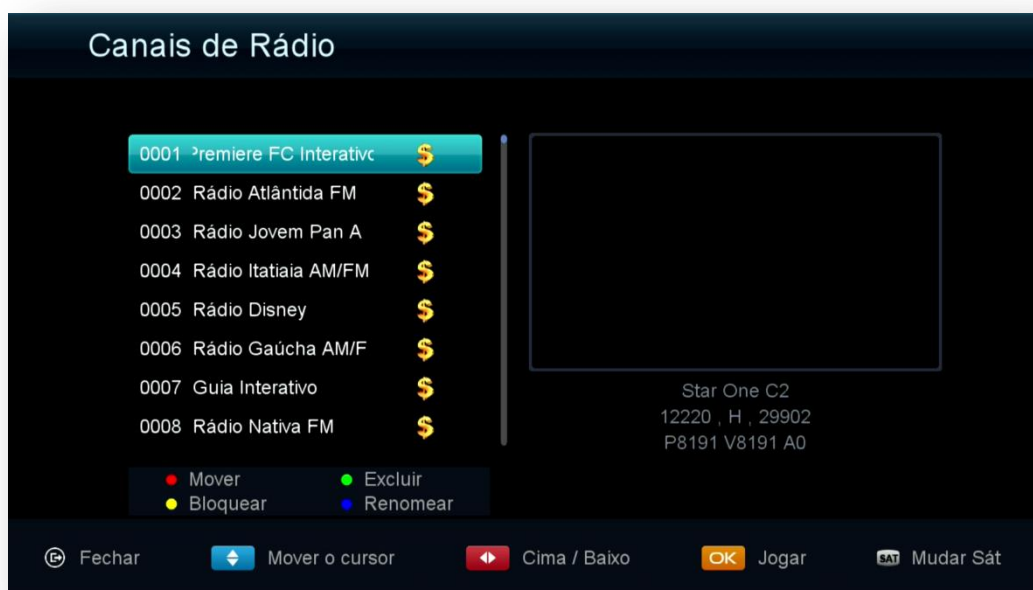 Canais de Rádio
0001 Premiere FC Interativo
0002 Rádio Atlântida FM
0003 Rádio Jovem Pan A
0004 Rádio Itatiaia AM/FM
0005 Rádio Disney
0006 Rádio Gaúcha AM/F
0007 Guia Interativo
0008 Rádio Nativa FM
Star One C2
12220 , H , 29902
P8191 V8191 A0
Mover
Excluir
Bloquear
Renomear
Fechar
Mover o cursor
Cima / Baixo
OK Jogar
SAT Mudar Sát